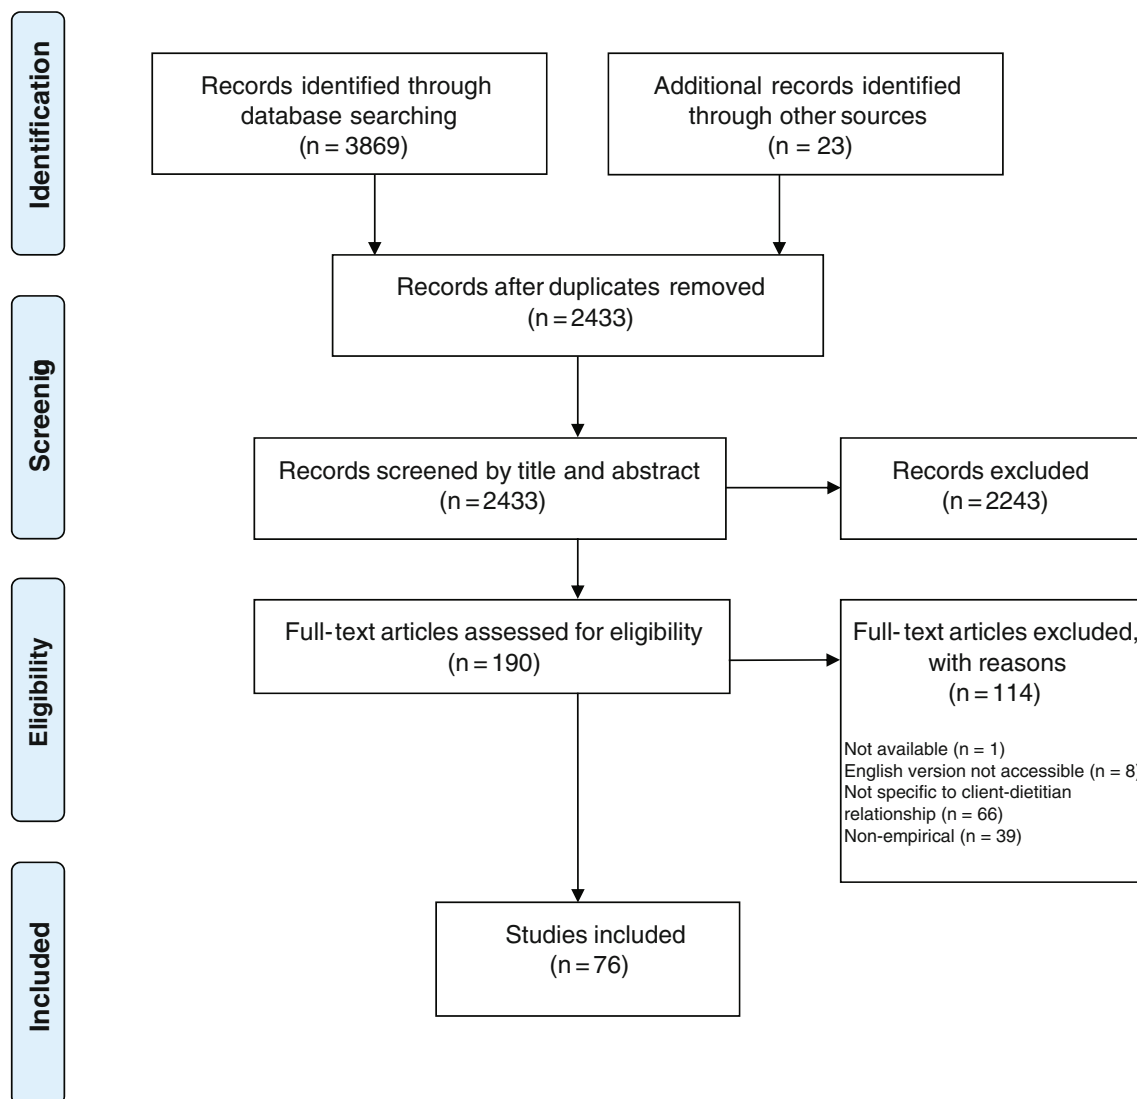 Identification
Records identified through
database searching
(n = 3869)
Additional records identified
through other sources
(n = 23)
Records after duplicates removed
(n = 2433)
Screenig
Records screened by title and abstract
(n = 2433)
Records excluded
(n = 2243)
Eligibility
Full-text articles assessed for eligibility
(n = 190)
Full-text articles excluded,
with reasons
(n = 114)
Not available (n = 1)
English version not accessible (n = 8)
Not specific to client-dietitian
relationship (n = 66)
Non-empirical (n = 39)
Included
Studies included
(n = 76)